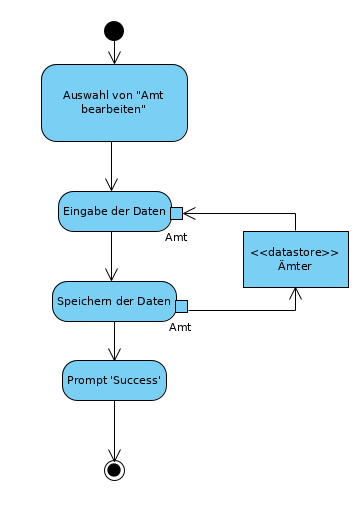 Auswahl von "Amt
bearbeiten"
Eingabe der Daten
Amt
<<datastore>>
Ämter
Speichern der Daten
Amt
Prompt 'Success'